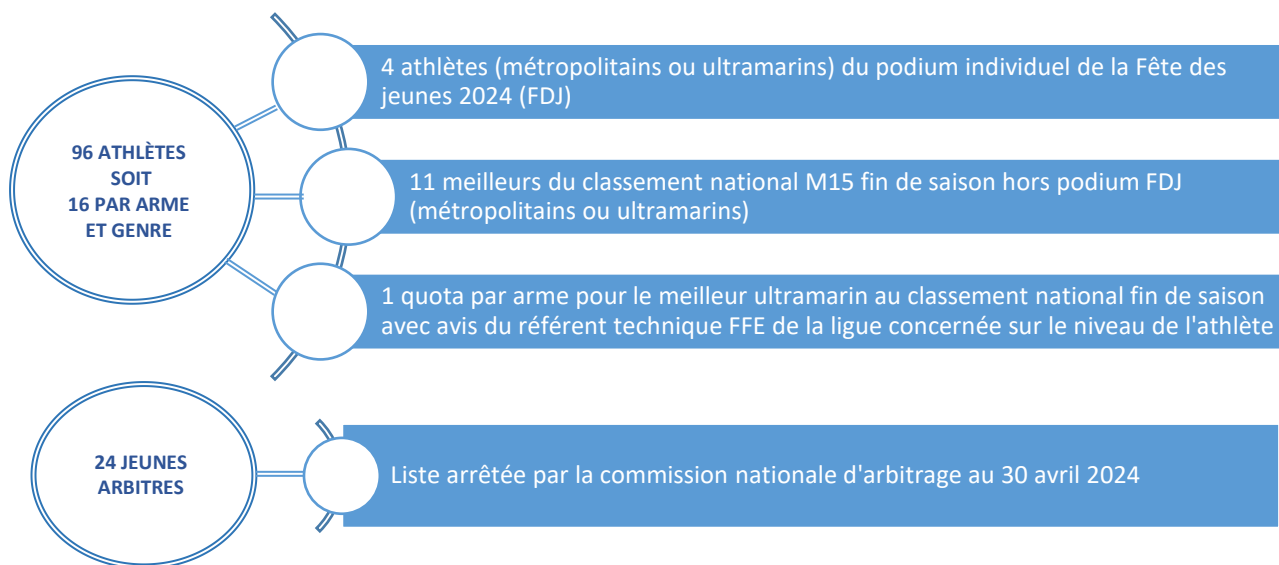 96 ATHLÈTES
SOIT
16 PAR ARME
ET GENRE
4 athlètes (métropolitains ou ultramarins) du podium individuel de la Fête des
jeunes 2024 (FDJ)
11 meilleurs du classement national M15 fin de saison hors podium FDJ
(métropolitains ou ultramarins)
1 quota par arme pour le meilleur ultramarin au classement national fin de saison
avec avis du référent technique FFE de la ligue concernée sur le niveau de l'athlète
24 JEUNES
ARBITRES
Liste arrêtée par la commission nationale d'arbitrage au 30 avril 2024